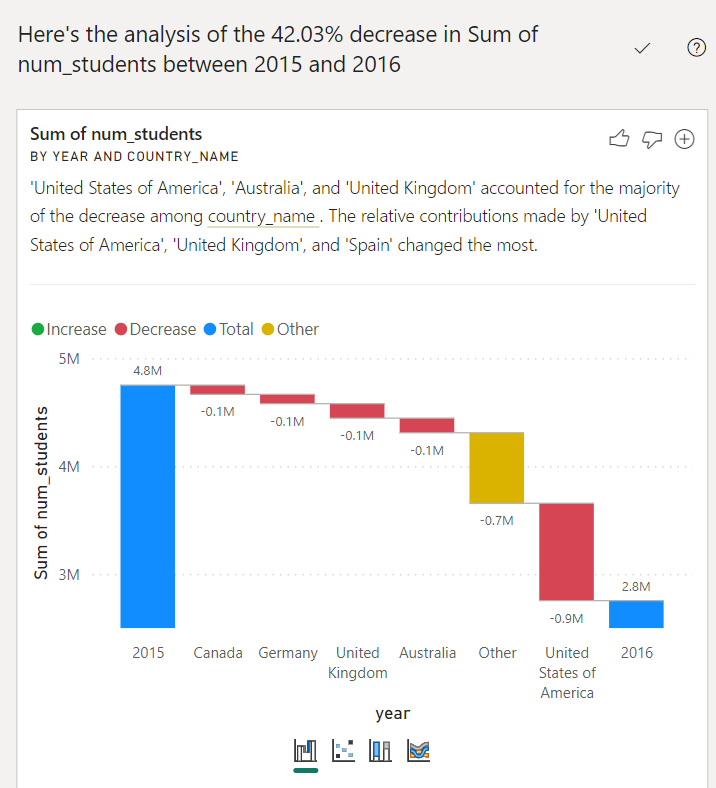 Here's the analysis of the 42.03% decrease in Sum of
num_students between 2015 and 2016
?
Sum of num_students
BY YEAR AND COUNTRY_NAME
'United States of America', 'Australia', and 'United Kingdom' accounted for the majority
of the decrease among country_name . The relative contributions made by 'United
States of America', 'United Kingdom', and 'Spain' changed the most.
Increase Decrease Total Other
5M
4M
3M
Sum of num_students
4.8M
-0.1M
-0.1M
-0.1M
-0.1M
-0.7M
-0.9M
2.8M
2015 Canada Germany United Australia Other United 2016
Kingdom States of
America
year